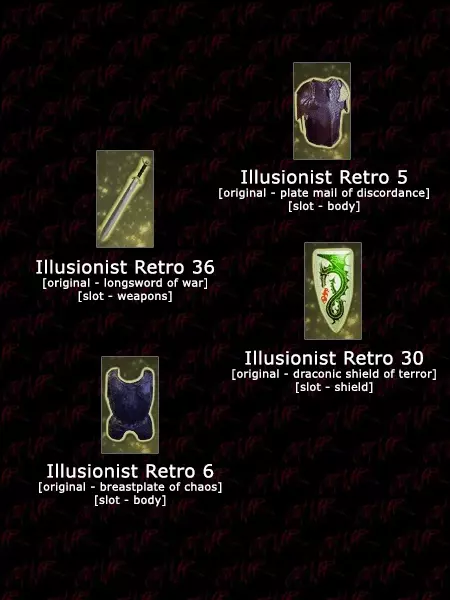 Illusionist Retro 5
[original - plate mail of discordance]
[slot - body]
Illusionist Retro 36
[original - longsword of war]
[slot - weapons]
Illusionist Retro 30
[original - draconic shield of terror]
[slot - shield]
Illusionist Retro 6
[original - breastplate of chaos]
[slot - body]